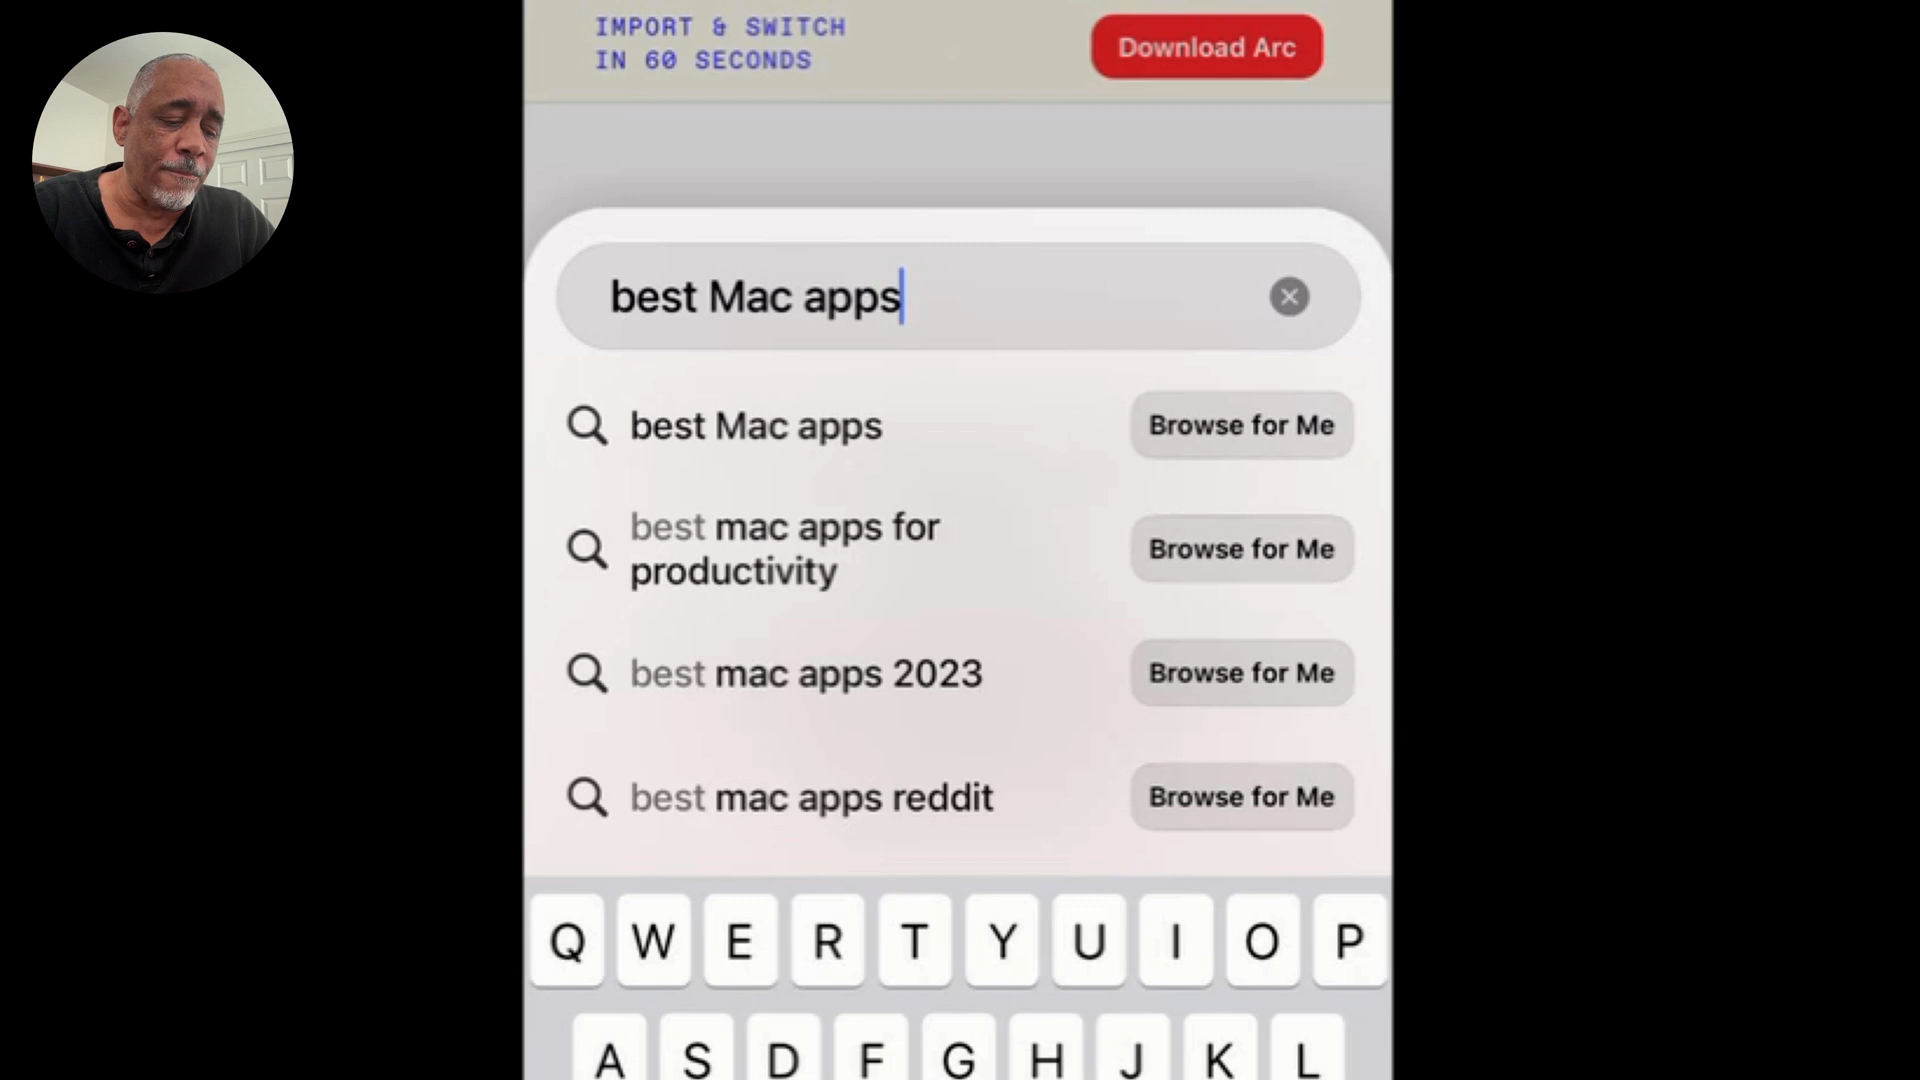 IMPORT & SWITCH
IN 60 SECONDS
Download Arc
best Mac apps
best Mac apps
Browse for Me
best mac apps for
productivity
Browse for Me
best mac apps 2023
Browse for Me
best mac apps reddit
Browse for Me
Q W E R T Y U I O P
A S D F G H J K L